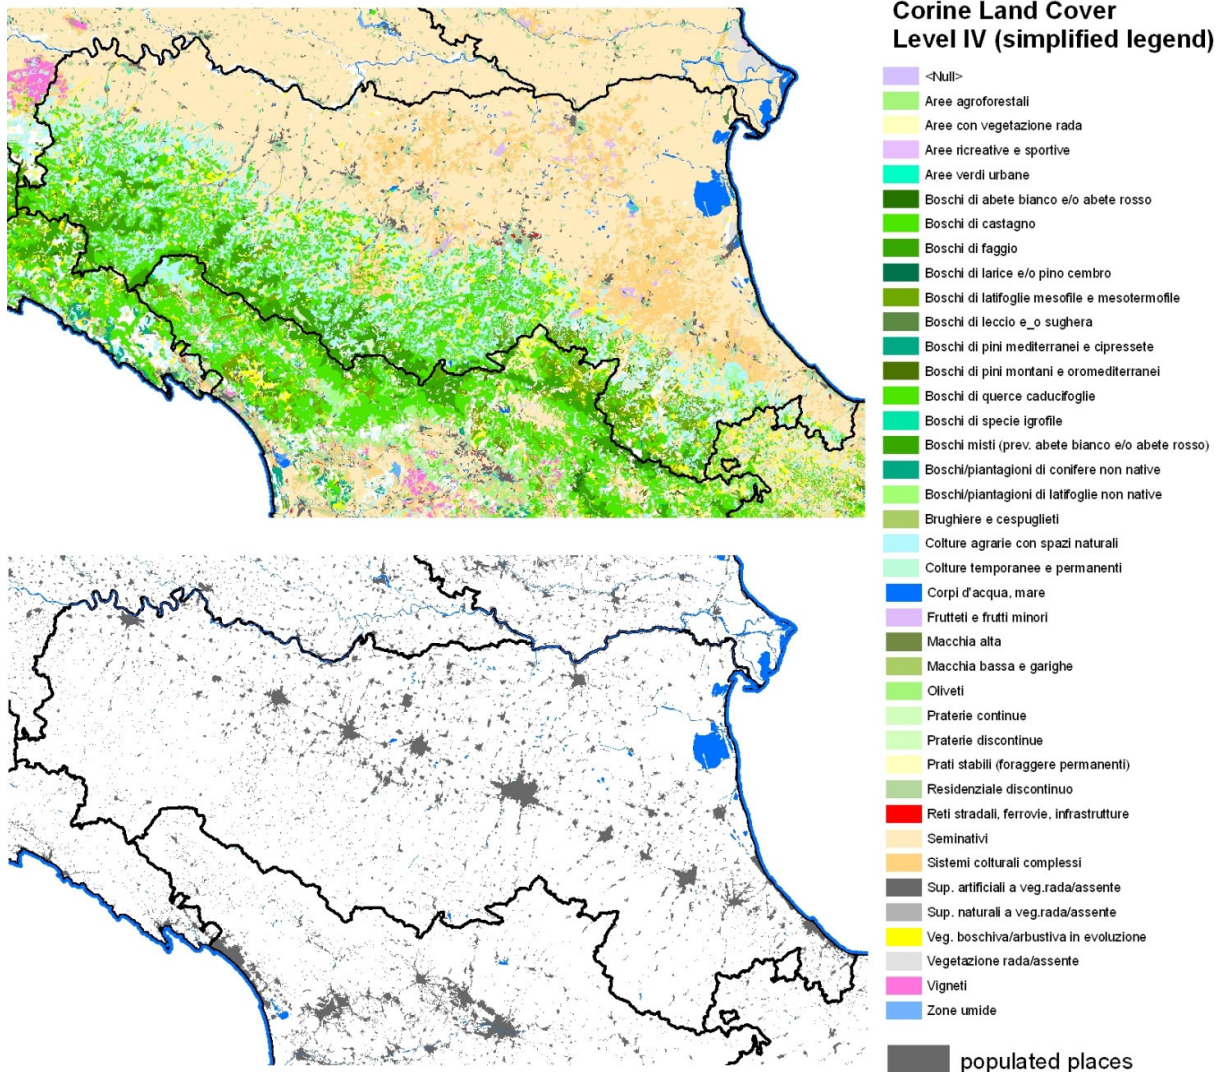 Corine Land Cover
Level IV (simplified legend)
<Null>
Aree agroforestali
Aree con vegetazione rada
Aree ricreative e sportive
Aree verdi urbane
Boschi di abete bianco e/o abete rosso
Boschi di castagno
Boschi di faggio
Boschi di larice e/o pino cembro
Boschi di latifoglie mesofile e mesotermofile
Boschi di leccio e_o sughera
Boschi di pini mediterranei e cipressete
Boschi di pini montani e oromediterranei
Boschi di querce caducifoglie
Boschi di specie igrofile
Boschi misti (prev. abete bianco e/o abete rosso)
Boschi/piantagioni di conifere non native
Boschi/piantagioni di latifoglie non native
Brughiere e cespuglieti
Colture agrarie con spazi naturali
Colture temporanee e permanenti
Corpi d'acqua, mare
Frutteti e frutti minori
Macchia alta
Macchia bassa e garighe
Oliveti
Praterie continue
Praterie discontinue
Prati stabili (foraggere permanenti)
Residenziale discontinuo
Reti stradali, ferrovie, infrastrutture
Seminativi
Sistemi colturali complessi
Sup. artificiali a veg.rada/assente
Sup. naturali a veg.rada/assente
Veg. boschiva/arbustiva in evoluzione
Vegetazione rada/assente
Vigneti
Zone umide
populated places